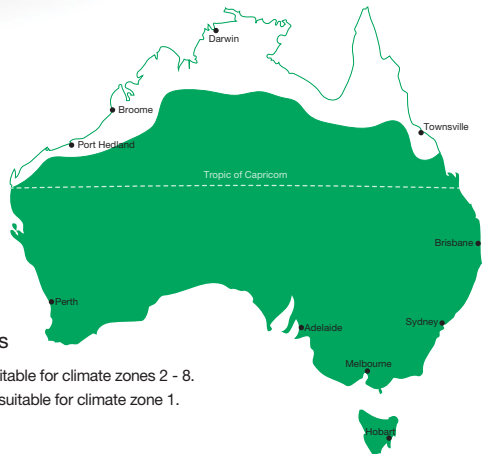 Darwin
Broome
Townsville
Port Hedland
Tropic of Capricorn
Brisbane
Perth
Sydney
Adelaide
Melbourne
for climate zones 2 - 8.
suitable for climate zone 1.
Hobart